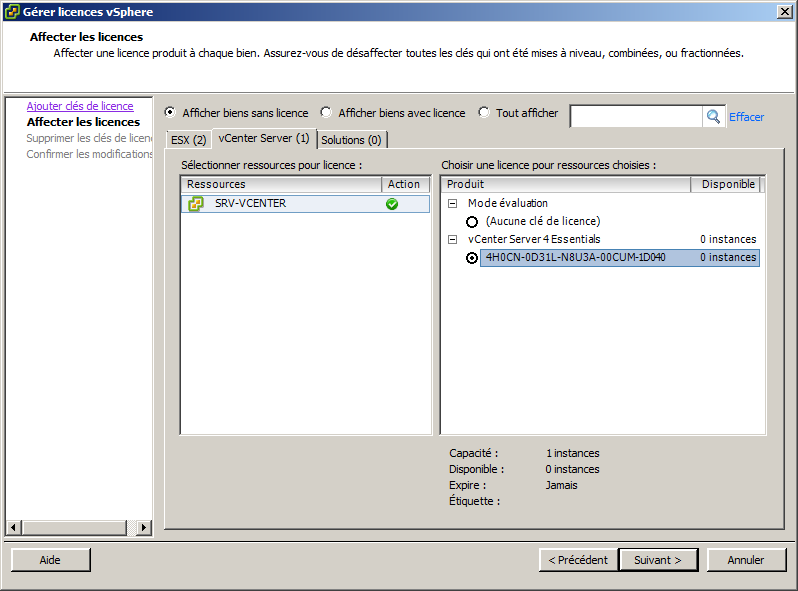 Gérer licences vSphere
Affecter les licences
Affecter une licence produit à chaque bien. Assurez-vous de désaffecter toutes les clés qui ont été mises à niveau, combinées, ou fractionnées.
Ajouter clés de licence
Affecter les licences
Supprimer les clés de licen
Confirmer les modifications
Afficher biens sans licence
Afficher biens avec licence
Tout afficher
Effacer
ESX (2)
vCenter Server (1)
Solutions (0)
Sélectionner ressources pour licence :
Ressources Action
SRV-VCENTER
Choisir une licence pour ressources choisies :
Produit Disponible
Mode évaluation
(Aucune clé de licence)
vCenter Server 4 Essentials 0 instances
4H0CN-0D31L-N8U3A-00CUM-1D040 0 instances
Capacité : 1 instances
Disponible : 0 instances
Expire : Jamais
Étiquette :
Aide
< Précédent
Suivant >
Annuler